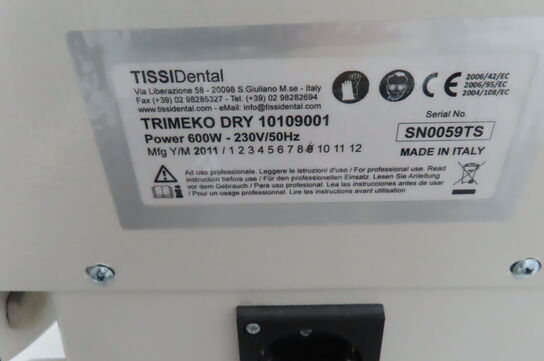 TISSIDental
Via Liberazione 58 - 20098 S.Giuliano M.se - Italy
Fax (+39) 02 98285327 - Tel. (+39) 02 98282694
www.tissidental.com - eMail: info@tissidental.com
CE
2006/42/EC
2006/95/EC
2004/108/EC
TRIMEKO DRY 10109001
Power 600W - 230V/50Hz
Mfg Y/M 2011 / 1 2 3 4 5 6 7 8 9 10 11 12
Serial No.
SN0059TS
MADE IN ITALY
Ad uso professionale. Leggere le istruzioni d'uso / For professional use. Read
instruction before use / Für den professionellen Einsatz. Lesen Sie Anleitung
vor dem Gebrauch / Para uso profesional. Lea las instrucciones antes de usar
/ Pour un usage professionnel. Lire les instructions avant utilisation